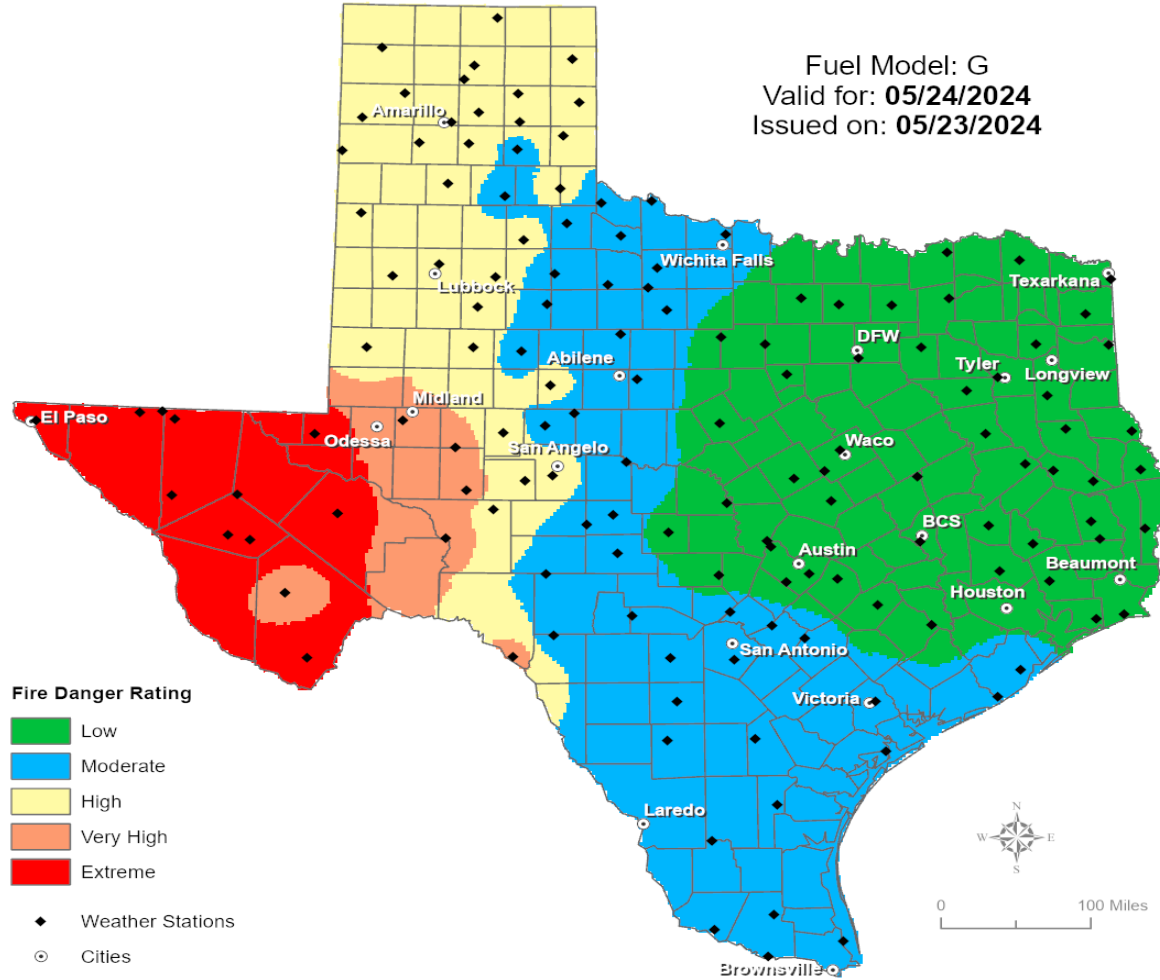 Fuel Model: G
Valid for: 05/24/2024
Issued on: 05/23/2024
Amarillo
Wichita Falls
Lubbock
Texarkana
DFW
Abilene
Tyler
Longview
Midland
El Paso
Odessa
San Angelo
Waco
BCS
Austin
Beaumont
Houston
San Antonio
Victoria
Laredo
Brownsville
Fire Danger Rating
Low
Moderate
High
Very High
Extreme
Weather Stations
Cities
N
W E
S
0 100 Miles